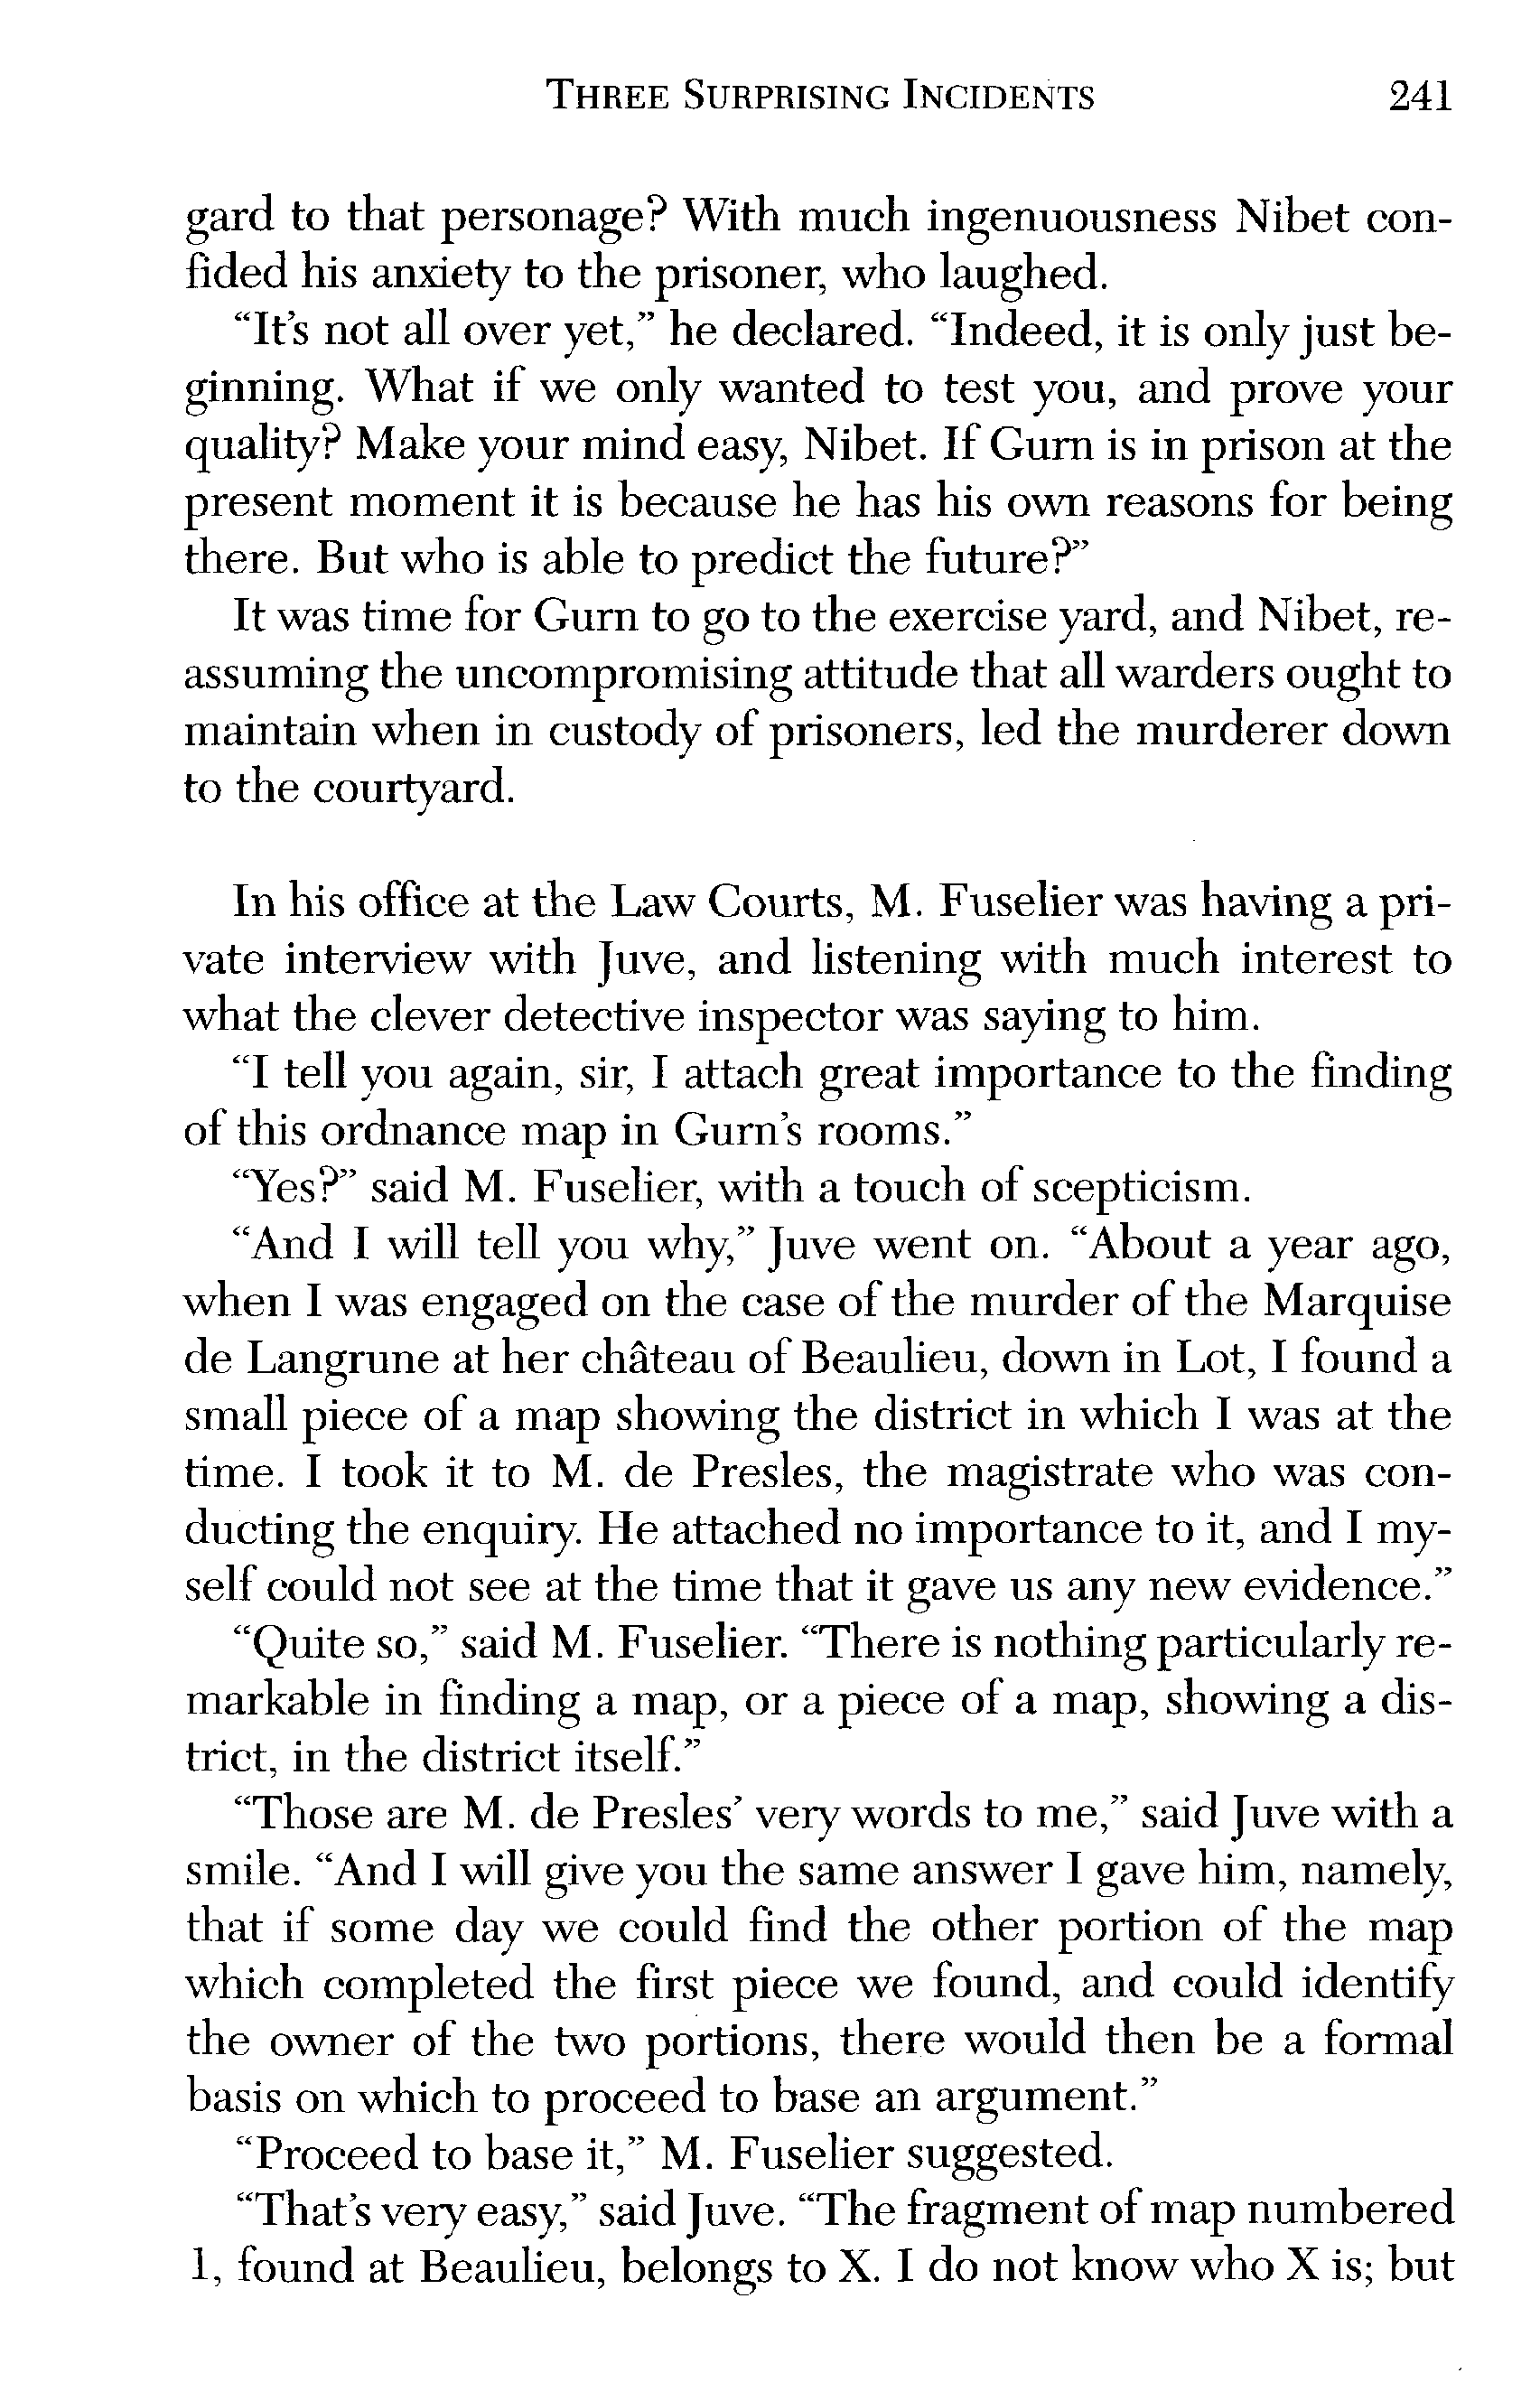 THREE SURPRISING INCIDENTS 241
gard to that personage? With much ingenuousness Nibet con-
fided his anxiety to the prisoner, who laughed.
“It’s not all over yet,” he declared. “Indeed, it is only just be-
ginning. What if we only wanted to test you, and prove your
quality? Make your mind easy, Nibet. If Gurn is in prison at the
present moment it is because he has his own reasons for being
there. But who is able to predict the future?”
It was time for Gurn to go to the exercise yard, and Nibet, re-
assuming the uncompromising attitude that all warders ought to
maintain when in custody of prisoners, led the murderer down
to the courtyard.
In his office at the Law Courts, M. Fuselier was having a pri-
vate interview with Juve, and listening with much interest to
what the clever detective inspector was saying to him.
“I tell you again, sir, I attach great importance to the finding
of this ordnance map in Gurn’s rooms.”
“Yes?” said M. Fuselier, with a touch of scepticism.
“And I will tell you why,” Juve went on. “About a year ago,
when I was engaged on the case of the murder of the Marquise
de Langrune at her château of Beaulieu, down in Lot, I found a
small piece of a map showing the district in which I was at the
time. I took it to M. de Presles, the magistrate who was con-
ducting the enquiry. He attached no importance to it, and I my-
self could not see at the time that it gave us any new evidence.”
“Quite so,” said M. Fuselier. “There is nothing particularly re-
markable in finding a map, or a piece of a map, showing a dis-
trict, in the district itself.”
“Those are M. de Presles’ very words to me,” said Juve with a
smile. “And I will give you the same answer I gave him, namely,
that if some day we could find the other portion of the map
which completed the first piece we found, and could identify
the owner of the two portions, there would then be a formal
basis on which to proceed to base an argument.”
“Proceed to base it,” M. Fuselier suggested.
“That’s very easy,” said Juve. “The fragment of map numbered
1, found at Beaulieu, belongs to X. I do not know who X is; but